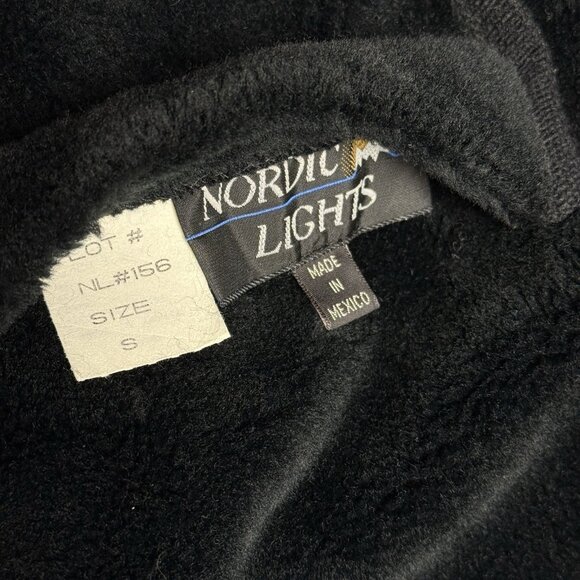 NORDIC
LIGHTS
LOT #
NL#156
SIZE
S
MADE
IN
MEXICO